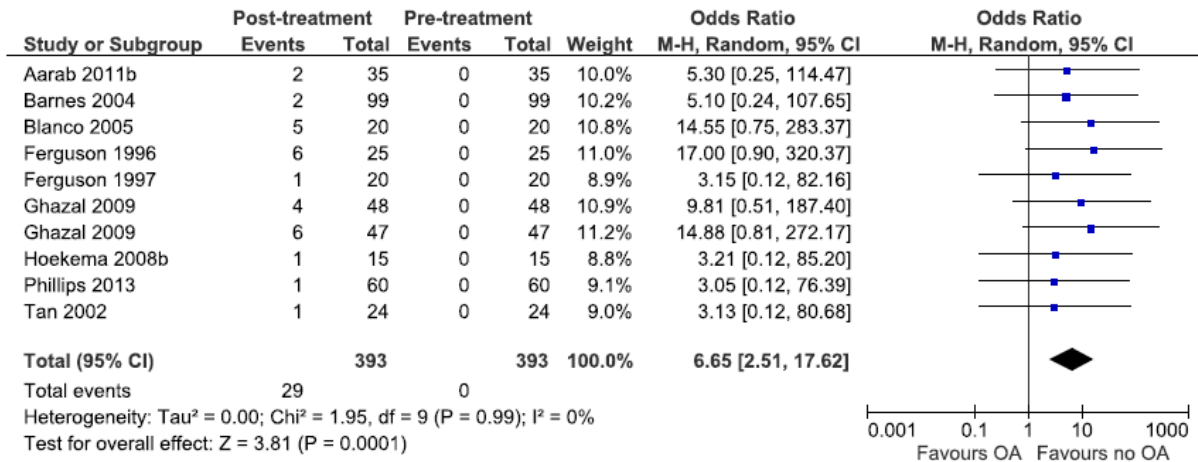 Post-treatment Pre-treatment Odds Ratio Odds Ratio
Study or Subgroup Events Total Events Total Weight M-H, Random, 95% CI M-H, Random, 95% CI
Aarab 2011b 2 35 0 35 10.0% 5.30 [0.25, 114.47]
Barnes 2004 2 99 0 99 10.2% 5.10 [0.24, 107.65]
Blanco 2005 5 20 0 20 10.8% 14.55 [0.75, 283.37]
Ferguson 1996 6 25 0 25 11.0% 17.00 [0.90, 320.37]
Ferguson 1997 1 20 0 20 8.9% 3.15 [0.12, 82.16]
Ghazal 2009 4 48 0 48 10.9% 9.81 [0.51, 187.40]
Ghazal 2009 6 47 0 47 11.2% 14.88 [0.81, 272.17]
Hoekema 2008b 1 15 0 15 8.8% 3.21 [0.12, 85.20]
Phillips 2013 1 60 0 60 9.1% 3.05 [0.12, 76.39]
Tan 2002 1 24 0 24 9.0% 3.13 [0.12, 80.68]
Total (95% CI) 393 393 100.0% 6.65 [2.51, 17.62]
Total events 29 0
Heterogeneity: Tau² = 0.00; Chi² = 1.95, df = 9 (P = 0.99); I² = 0%
Test for overall effect: Z = 3.81 (P = 0.0001)
0.001 0.1 1 10 1000
Favours OA Favours no OA